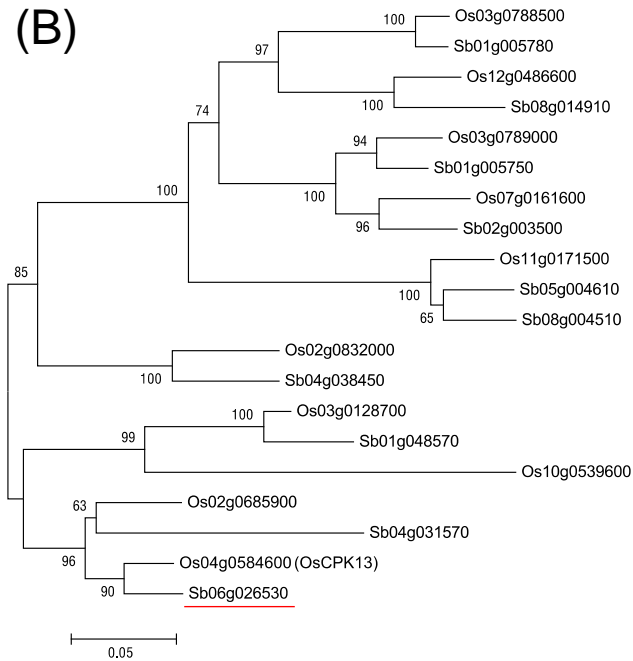 (B)
100
Os03g0788500
Sb01g005780
97
Os12g0486600
100
Sb08g014910
74
94
Os03g0789000
Sb01g005750
100
Os07g0161600
96
Sb02g003500
100
Os11g0171500
100
Sb05g004610
65
Sb08g004510
85
Os02g0832000
100
Sb04g038450
100
Os03g0128700
99
Sb01g048570
Os10g0539600
63
Os02g0685900
Sb04g031570
96
Os04g0584600 (OsCPK13)
90
Sb06g026530
0.05